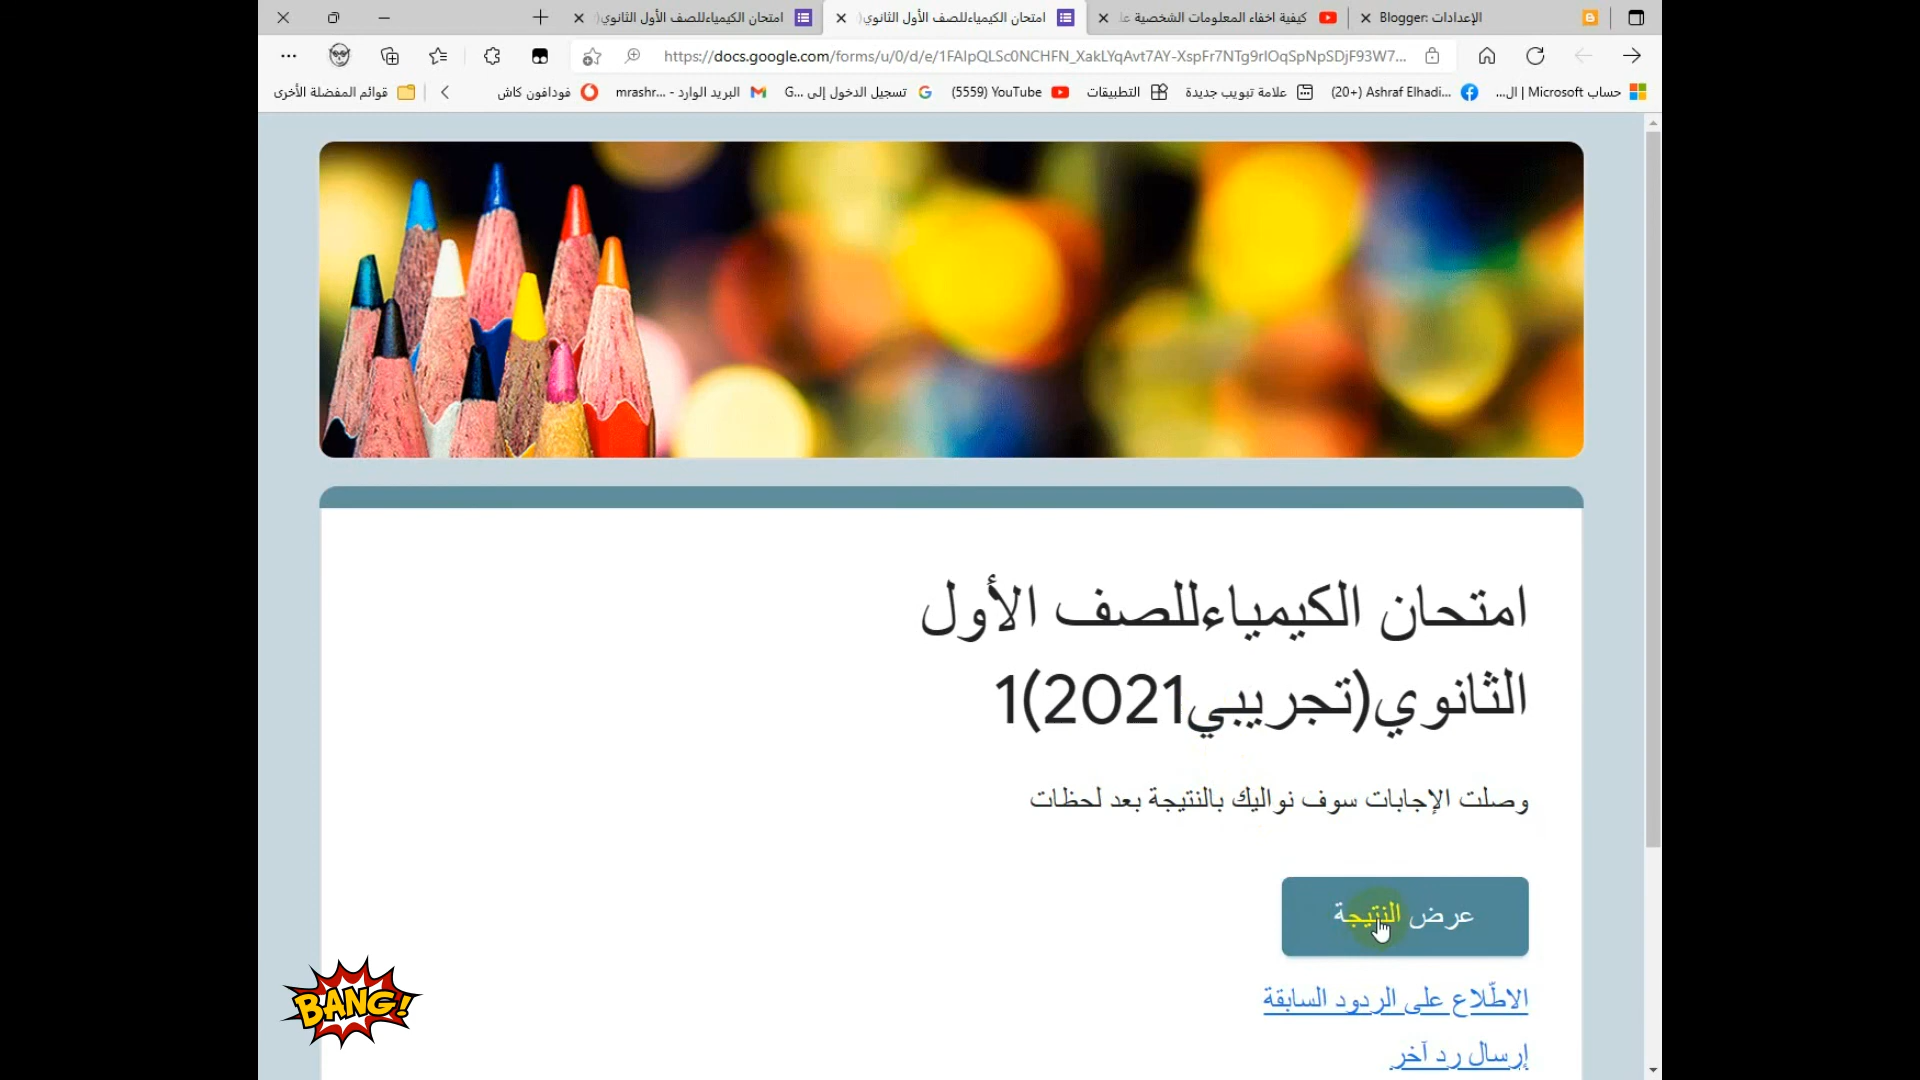 الإعدادات :Blogger
كيفية اخفاء المعلومات الشخصية
امتحان الكيمياءللصف الأول الثانوي(
امتحان الكيمياءللصف الأول الثانوي(
https://docs.google.com/forms/u/0/d/e/1FAIpQLSc0NCHFN_XakLYqAvt7AY-XspFr7NTg9rlOqSpNpSDjF93W7...
حساب Microsoft | ال...
(20+) Ashraf Elhadi...
علامة تبويب جديدة
التطبيقات
(5559) YouTube
تسجيل الدخول إلى G...
البريد الوارد - mrashr...
فودافون كاش
قوائم المفضلة الأخرى
امتحان الكيمياءللصف الأول
الثانوي(تجريبي2021)1
وصلت الإجابات سوف نواليك بالنتيجة بعد لحظات
عرض النتيجة
الاطّلاع على الردود السابقة
إرسال رد آخر
BANG!